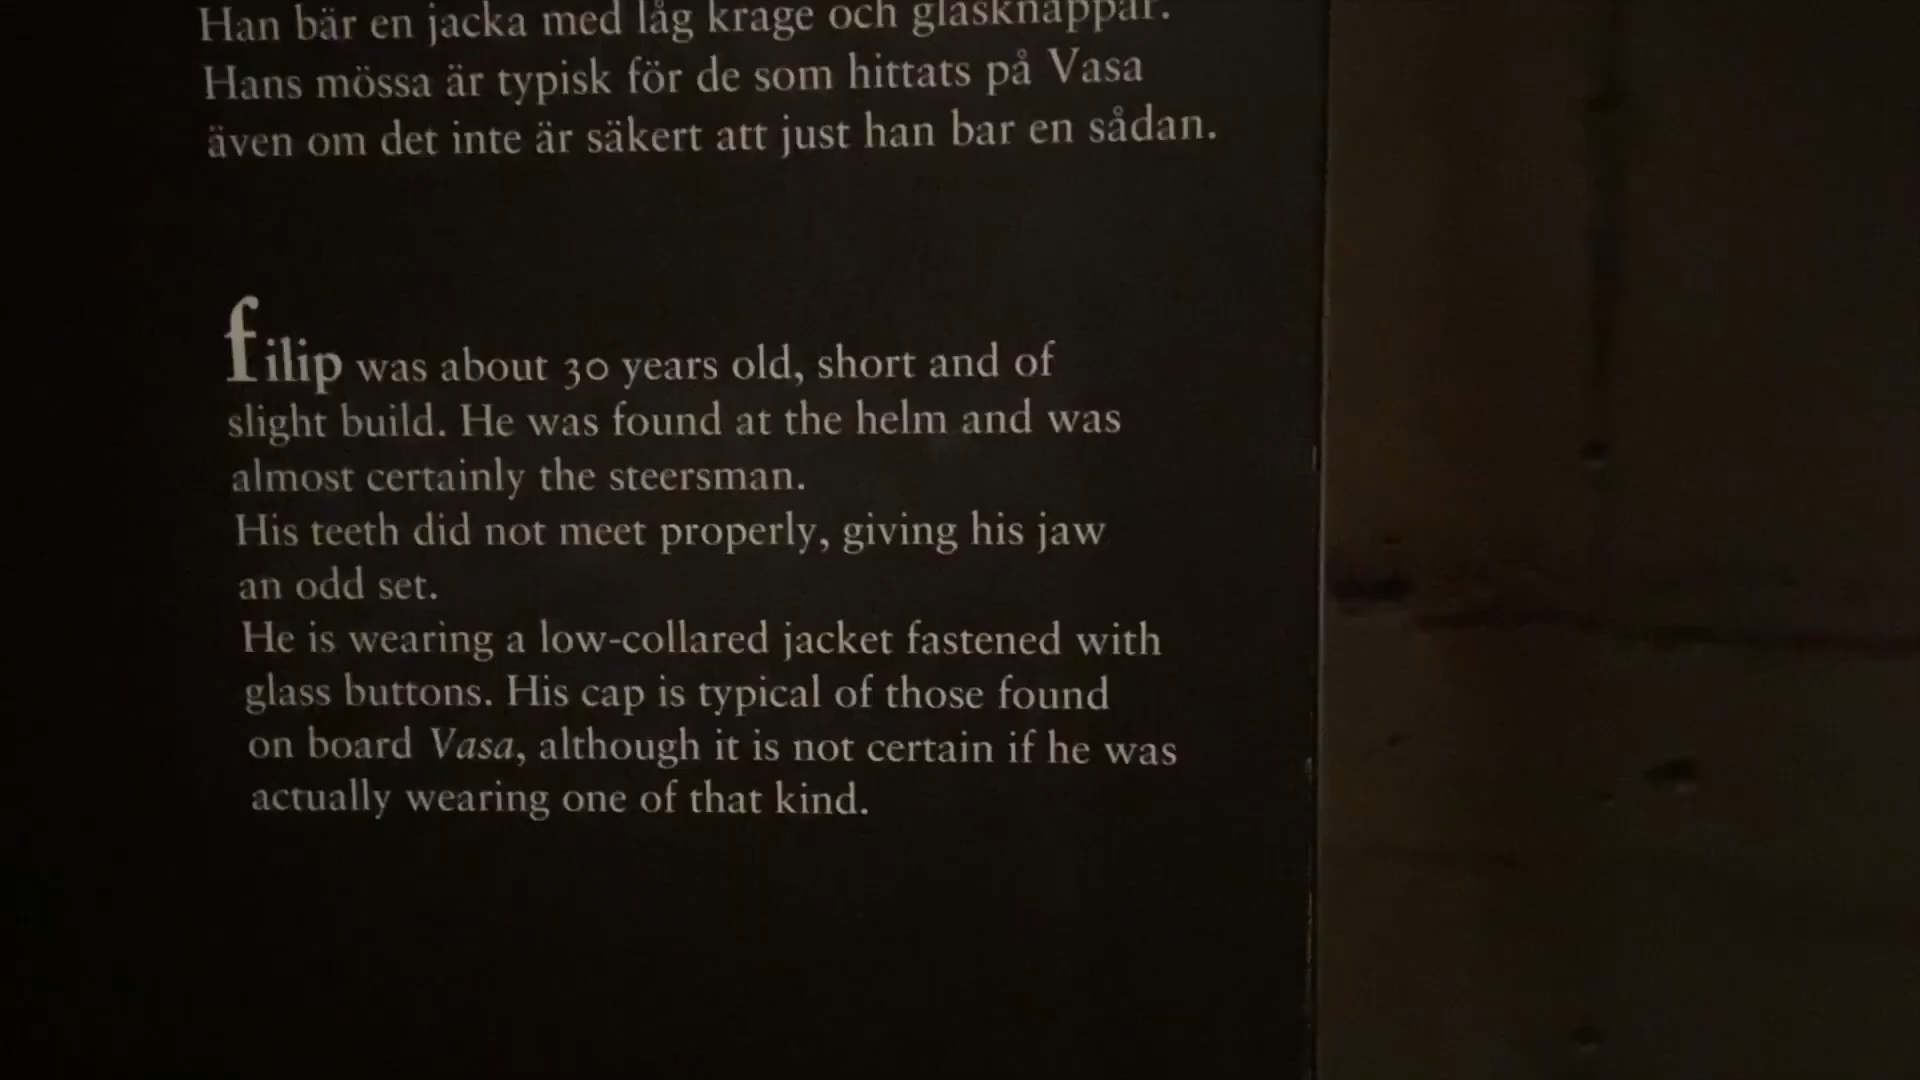 Han bär en jacka med låg krage och glasknappar.
Hans mössa är typisk för de som hittats på Vasa
även om det inte är säkert att just han bar en sådan.
filip was about 30 years old, short and of
slight build. He was found at the helm and was
almost certainly the steersman.
His teeth did not meet properly, giving his jaw
an odd set.
He is wearing a low-collared jacket fastened with
glass buttons. His cap is typical of those found
on board Vasa, although it is not certain if he was
actually wearing one of that kind.